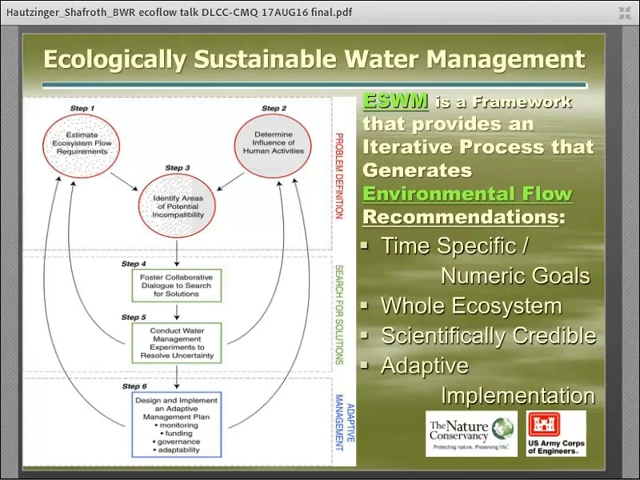 Hautzinger_Shafroth_BWR ecoflow talk DLCC-CMQ 17AUG16 final.pdf
Ecologically Sustainable Water Management
Step 1
Estimate
Ecosystem Flow
Requirements
Step 2
Determine
Influence of
Human Activities
Step 3
Identify Areas
of Potential
Incompatibility
PROBLEM DEFINITION
Step 4
Foster Collaborative
Dialogue to Search
for Solutions
Step 5
Conduct Water
Management
Experiments to
Resolve Uncertainty
SEARCH FOR SOLUTIONS
Step 6
Design and Implement
an Adaptive
Management Plan
• monitoring
• funding
• governance
• adaptability
ADAPTIVE
MANAGEMENT
ESWM is a Framework
that provides an
Iterative Process that
Generates
Environmental Flow
Recommendations:
▪ Time Specific /
Numeric Goals
▪ Whole Ecosystem
▪ Scientifically Credible
▪ Adaptive
Implementation
The Nature
Conservancy
Protecting nature. Preserving life.
US Army Corps
of Engineers